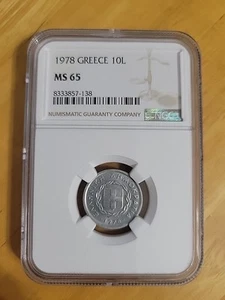 1978 GREECE 10L
MS 65
8333857-138
NUMISMATIC GUARANTY COMPANY
NGC